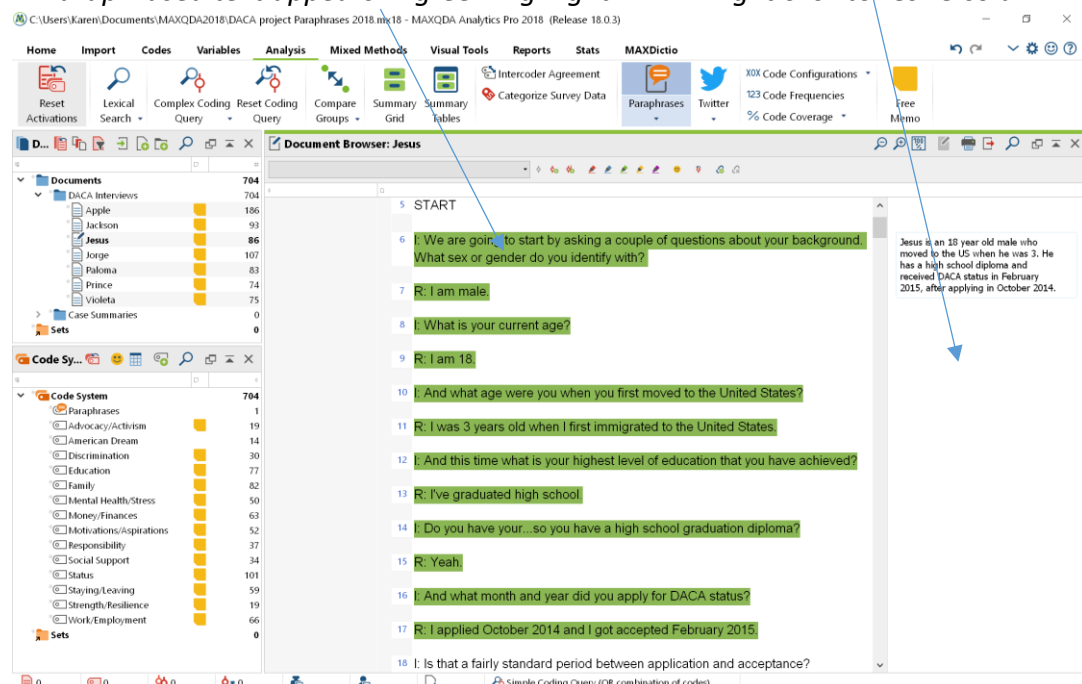 C:\Users\Karen\Documents\MAXQDA2018\DACA project Paraphrases 2018.mx18 - MAXQDA Analytics Pro 2018 (Release 18.0.3)
Home Import Codes Variables Analysis Mixed Methods Visual Tools Reports Stats MAXDictio
Reset Activations
Lexical Search
Complex Coding Query
Reset Coding Query
Compare Groups
Summary Grid
Summary Tables
Intercoder Agreement
Categorize Survey Data
Paraphrases
Twitter
Code Configurations
123 Code Frequencies
% Code Coverage
Free Memo
D...
Documents 704
DACA Interviews 704
Apple 186
Jackson 93
Jesus 86
Jorge 107
Paloma 83
Prince 74
Violeta 75
Case Summaries 0
Sets 0
Code Sy...
Code System 704
Paraphrases 1
Advocacy/Activism 19
American Dream 14
Discrimination 30
Education 77
Family 82
Mental Health/Stress 50
Money/Finances 63
Motivations/Aspirations 52
Responsibility 37
Social Support 34
Status 101
Staying/Leaving 59
Strength/Resilience 19
Work/Employment 66
Sets 0
Document Browser: Jesus
5 START
6 I: We are going to start by asking a couple of questions about your background.
What sex or gender do you identify with?
7 R: I am male.
8 I: What is your current age?
9 R: I am 18.
10 I: And what age were you when you first moved to the United States?
11 R: I was 3 years old when I first immigrated to the United States.
12 I: And this time what is your highest level of education that you have achieved?
13 R: I've graduated high school.
14 I: Do you have your...so you have a high school graduation diploma?
15 R: Yeah.
16 I: And what month and year did you apply for DACA status?
17 R: I applied October 2014 and I got accepted February 2015.
18 I: Is that a fairly standard period between application and acceptance?
Jesus is an 18 year old male who
moved to the US when he was 3. He
has a high school diploma and
received DACA status in February
2015, after applying in October 2014.
0 0 0 0 Simple Coding Query (OR combination of codes)